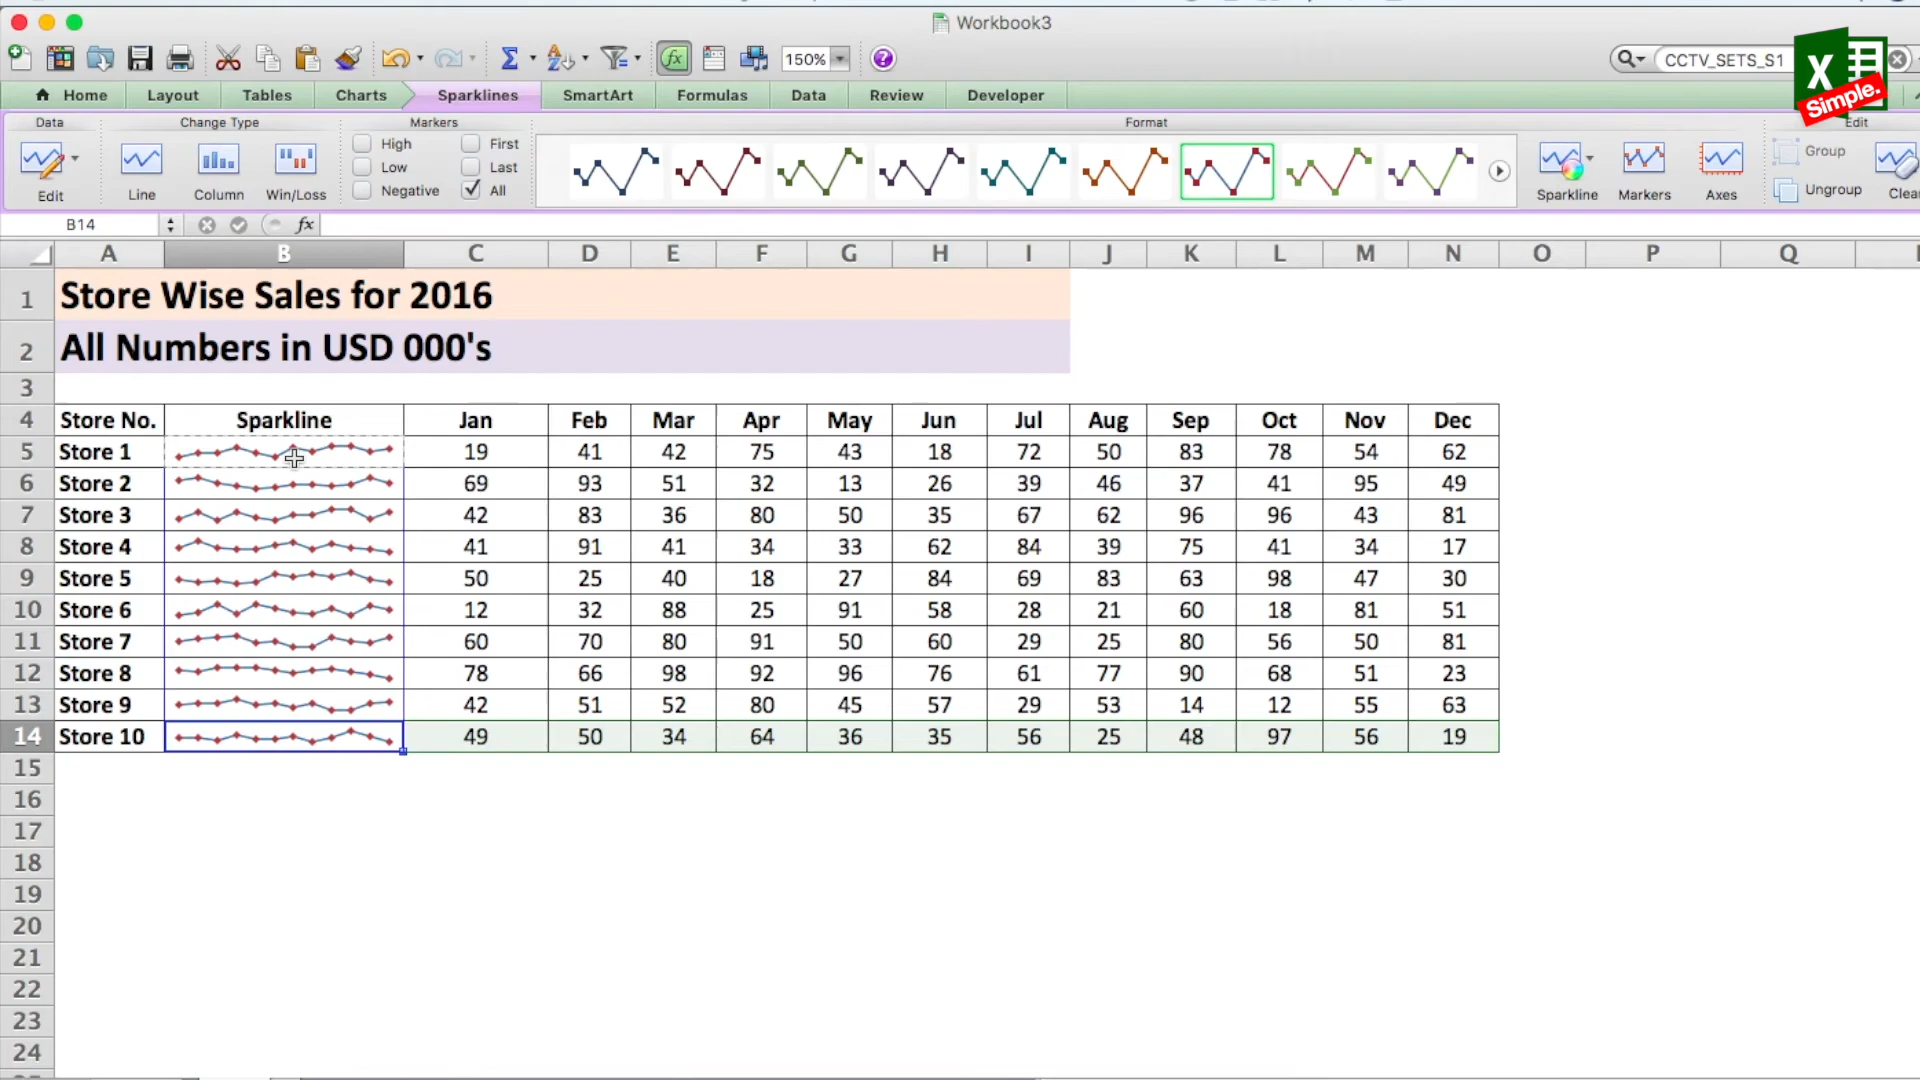 Workbook3
150%
CCTV_SETS_S1
X
Simple.
Home Layout Tables Charts Sparklines SmartArt Formulas Data Review Developer
Data Change Type Markers Format Edit
High First
Low Last
Negative All
Edit Line Column Win/Loss Sparkline Markers Axes
Group
Ungroup
B14 fx
A B C D E F G H I J K L M N O P Q
1 Store Wise Sales for 2016
2 All Numbers in USD 000's
3
4 Store No. Sparkline Jan Feb Mar Apr May Jun Jul Aug Sep Oct Nov Dec
5 Store 1 19 41 42 75 43 18 72 50 83 78 54 62
6 Store 2 69 93 51 32 13 26 39 46 37 41 95 49
7 Store 3 42 83 36 80 50 35 67 62 96 96 43 81
8 Store 4 41 91 41 34 33 62 84 39 75 41 34 17
9 Store 5 50 25 40 18 27 84 69 83 63 98 47 30
10 Store 6 12 32 88 25 91 58 28 21 60 18 81 51
11 Store 7 60 70 80 91 50 60 29 25 80 56 50 81
12 Store 8 78 66 98 92 96 76 61 77 90 68 51 23
13 Store 9 42 51 52 80 45 57 29 53 14 12 55 63
14 Store 10 49 50 34 64 36 35 56 25 48 97 56 19
15
16
17
18
19
20
21
22
23
24